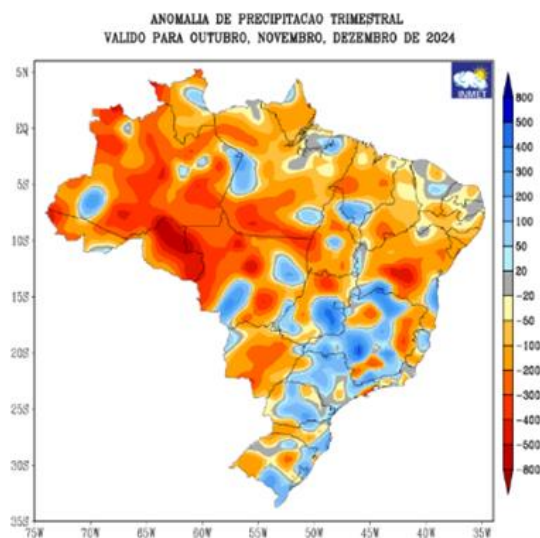 ANOMALIA DE PRECIPITACAO TRIMESTRAL
VALIDO PARA OUTUBRO, NOVEMBRO, DEZEMBRO DE 2024
INMET
5N
EQ
5S
10S
15S
20S
25S
30S
35S
75W
70W
65W
60W
55W
50W
45W
40W
35W
800
500
400
300
200
100
50
20
-20
-50
-100
-200
-300
-400
-500
-800